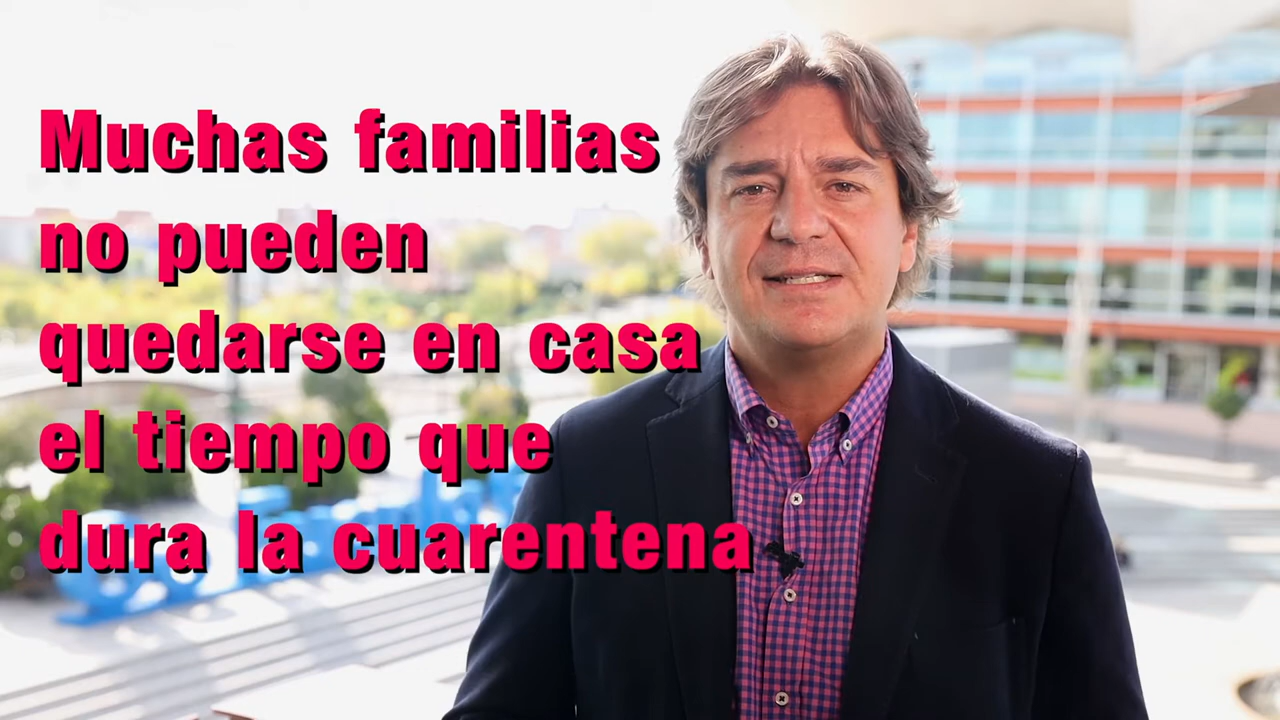 Muchas familias
no pueden
quedarse en casa
el tiempo que
dura la cuarentena